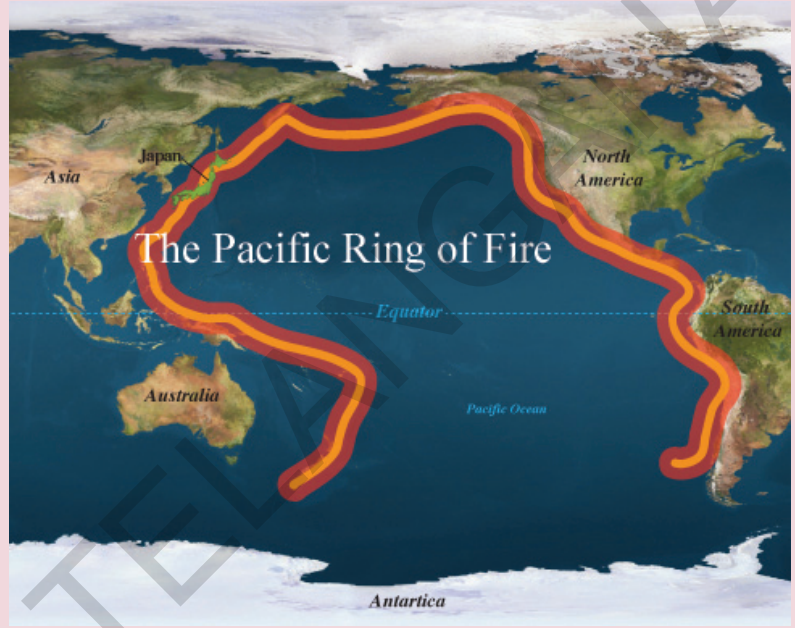 Japan
Asia
North
America
The Pacific Ring of Fire
Equator
South
America
Australia
Pacific Ocean
Antartica